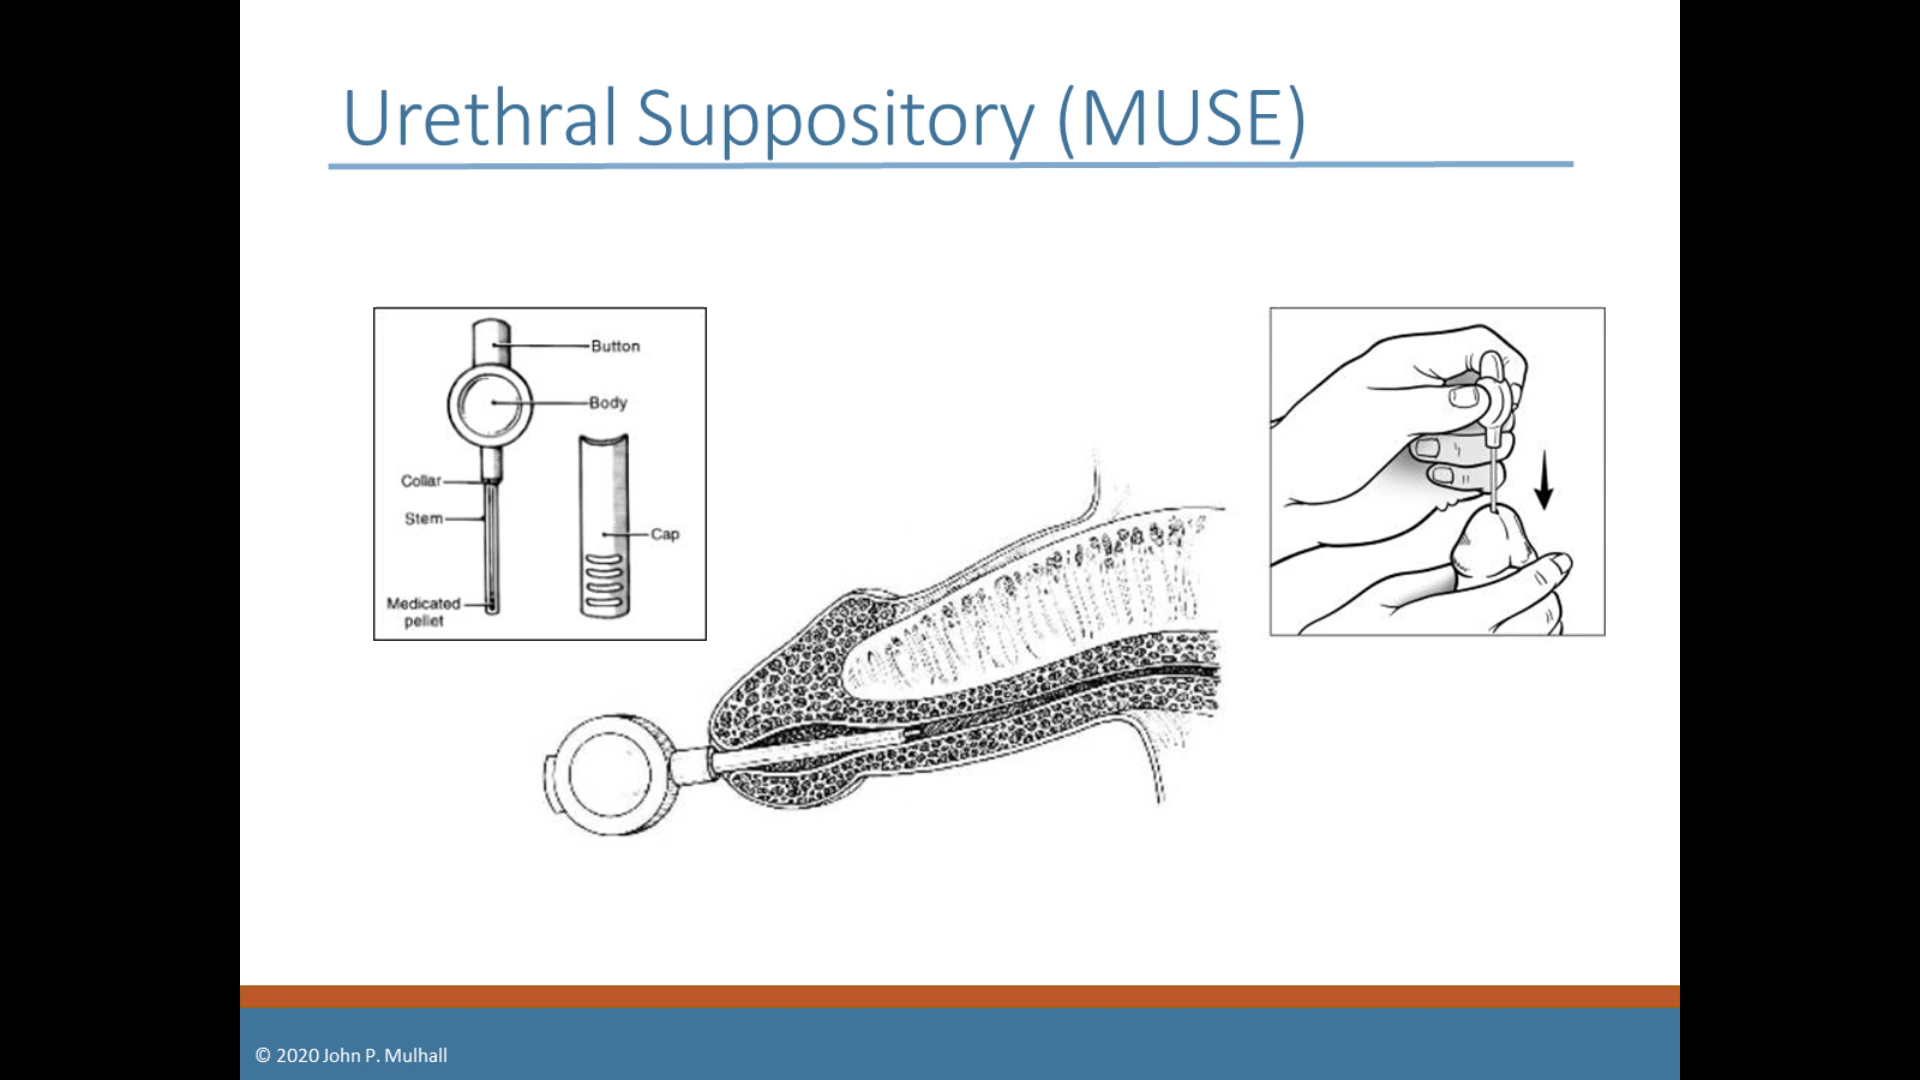 Urethral Suppository (MUSE)
Button
Body
Collar
Stem
Cap
Medicated
pellet
© 2020 John P. Mulhall